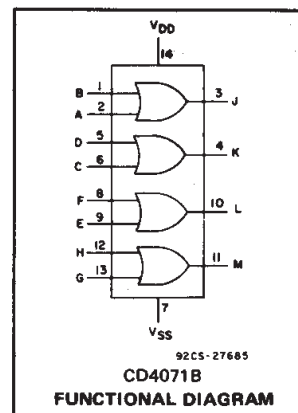 VDD
14
B 1
A 2
3 J
D 5
C 6
4 K
F 8
E 9
10 L
H 12
G 13
11 M
7
VSS
92CS-27685
CD4071B
FUNCTIONAL DIAGRAM